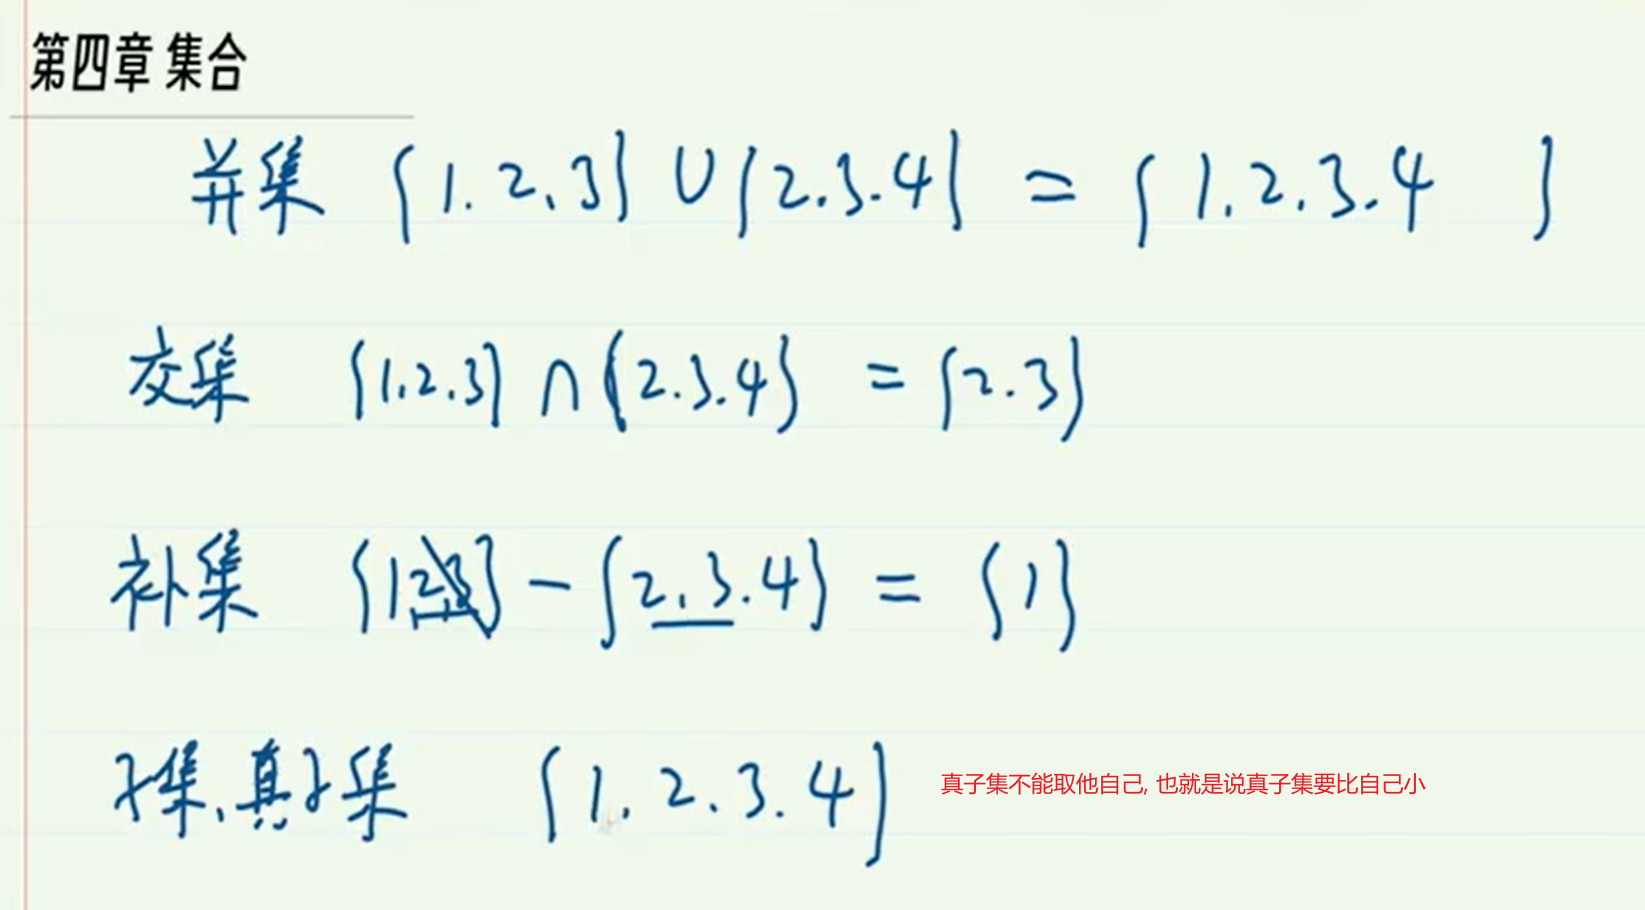 第四章 集合
并集 {1.2.3} ∪ {2.3.4} = {1.2.3.4 }
交集 {1.2.3} ∩ {2.3.4} = {2.3}
补集 {1,2,3} - {2.3.4} = {1}
子集、真子集 {1.2.3.4} 真子集不能取他自己, 也就是说真子集要比自己小